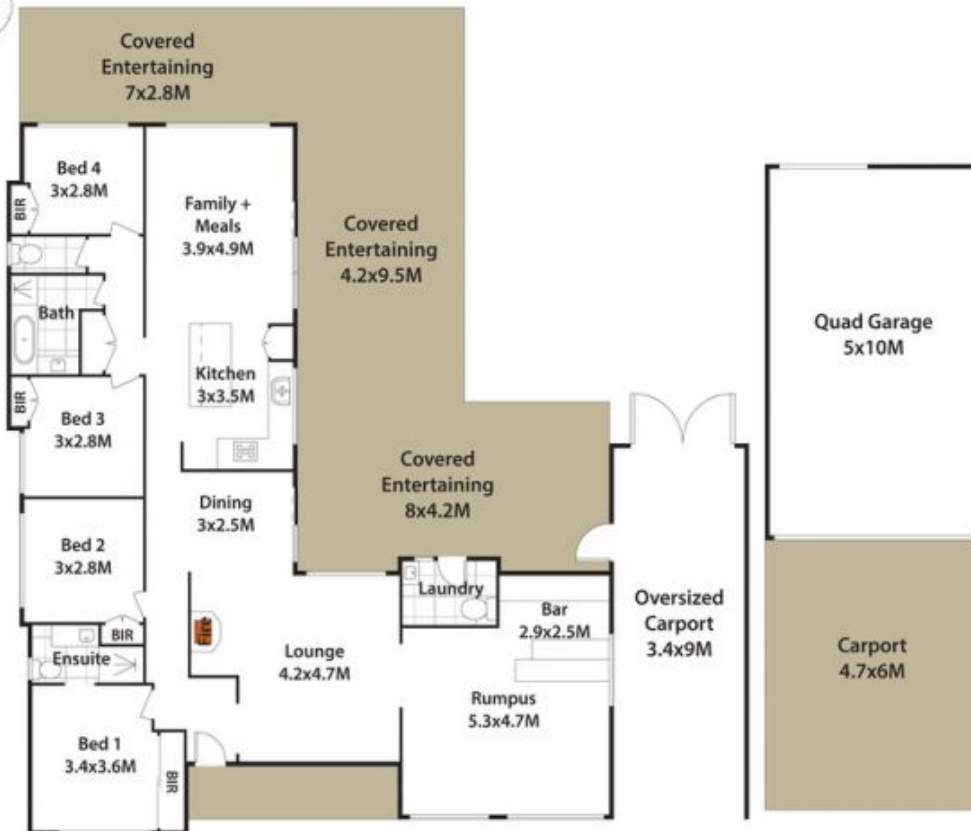 Covered
Entertaining
7x2.8M
Bed 4
3x2.8M
BIR
Family +
Meals
3.9x4.9M
Covered
Entertaining
4.2x9.5M
Bath
Quad Garage
5x10M
Kitchen
3x3.5M
BIR
Bed 3
3x2.8M
Covered
Entertaining
8x4.2M
Dining
3x2.5M
Bed 2
3x2.8M
Laundry
Bar
2.9x2.5M
Oversized
Carport
3.4x9M
BIR
Fire
Ensuite
Lounge
4.2x4.7M
Carport
4.7x6M
Rumpus
5.3x4.7M
Bed 1
3.4x3.6M
BIR